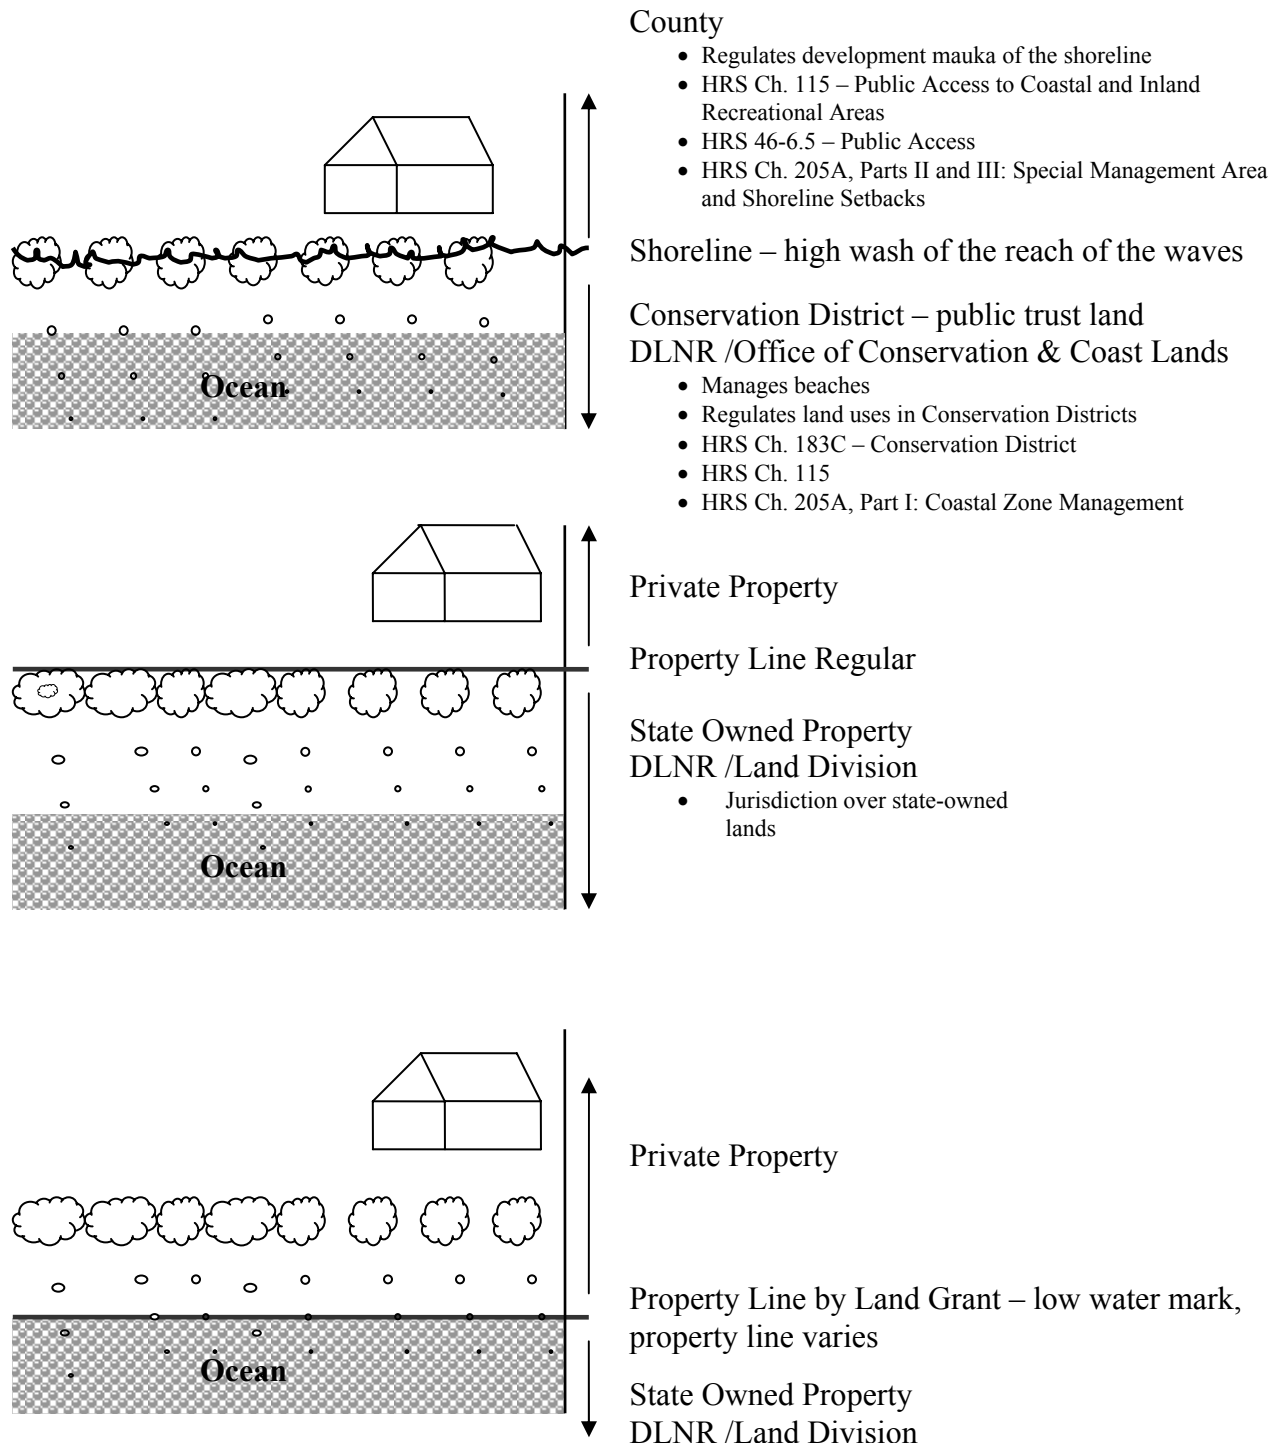 County
• Regulates development mauka of the shoreline
• HRS Ch. 115 – Public Access to Coastal and Inland
Recreational Areas
• HRS 46-6.5 – Public Access
• HRS Ch. 205A, Parts II and III: Special Management Area
and Shoreline Setbacks
Shoreline – high wash of the reach of the waves
Conservation District – public trust land
DLNR /Office of Conservation & Coast Lands
• Manages beaches
• Regulates land uses in Conservation Districts
• HRS Ch. 183C – Conservation District
• HRS Ch. 115
• HRS Ch. 205A, Part I: Coastal Zone Management
Ocean
Private Property
Property Line Regular
State Owned Property
DLNR /Land Division
• Jurisdiction over state-owned
lands
Ocean
Private Property
Property Line by Land Grant – low water mark,
property line varies
Ocean
State Owned Property
DLNR /Land Division